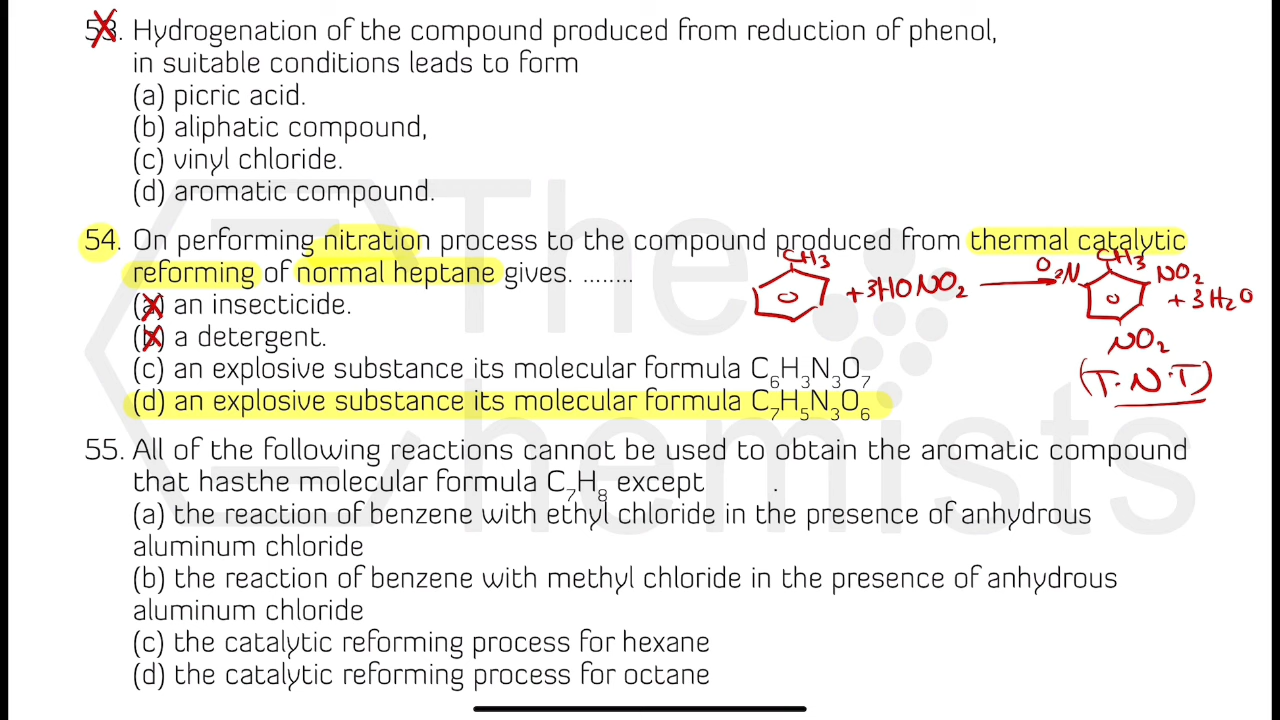 53. Hydrogenation of the compound produced from reduction of phenol,
in suitable conditions leads to form
(a) picric acid.
(b) aliphatic compound,
(c) vinyl chloride.
(d) aromatic compound.
54. On performing nitration process to the compound produced from thermal catalytic
reforming of normal heptane gives. ........
(a) an insecticide.
(b) a detergent.
(c) an explosive substance its molecular formula C₆H₃N₃O₇
(d) an explosive substance its molecular formula C₇H₅N₃O₆
CH₃ + 3HONO₂ → O₂N CH₃ NO₂ + 3H₂O
NO₂
(T.N.T)
55. All of the following reactions cannot be used to obtain the aromatic compound
that hasthe molecular formula C₇H₈ except .
(a) the reaction of benzene with ethyl chloride in the presence of anhydrous
aluminum chloride
(b) the reaction of benzene with methyl chloride in the presence of anhydrous
aluminum chloride
(c) the catalytic reforming process for hexane
(d) the catalytic reforming process for octane
The
Chemists